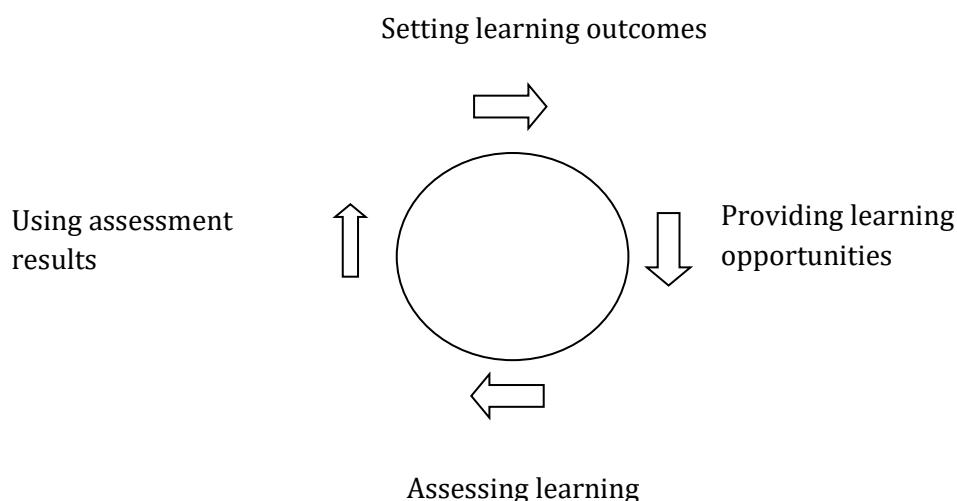 Setting learning outcomes
Using assessment
results
Providing learning
opportunities
Assessing learning